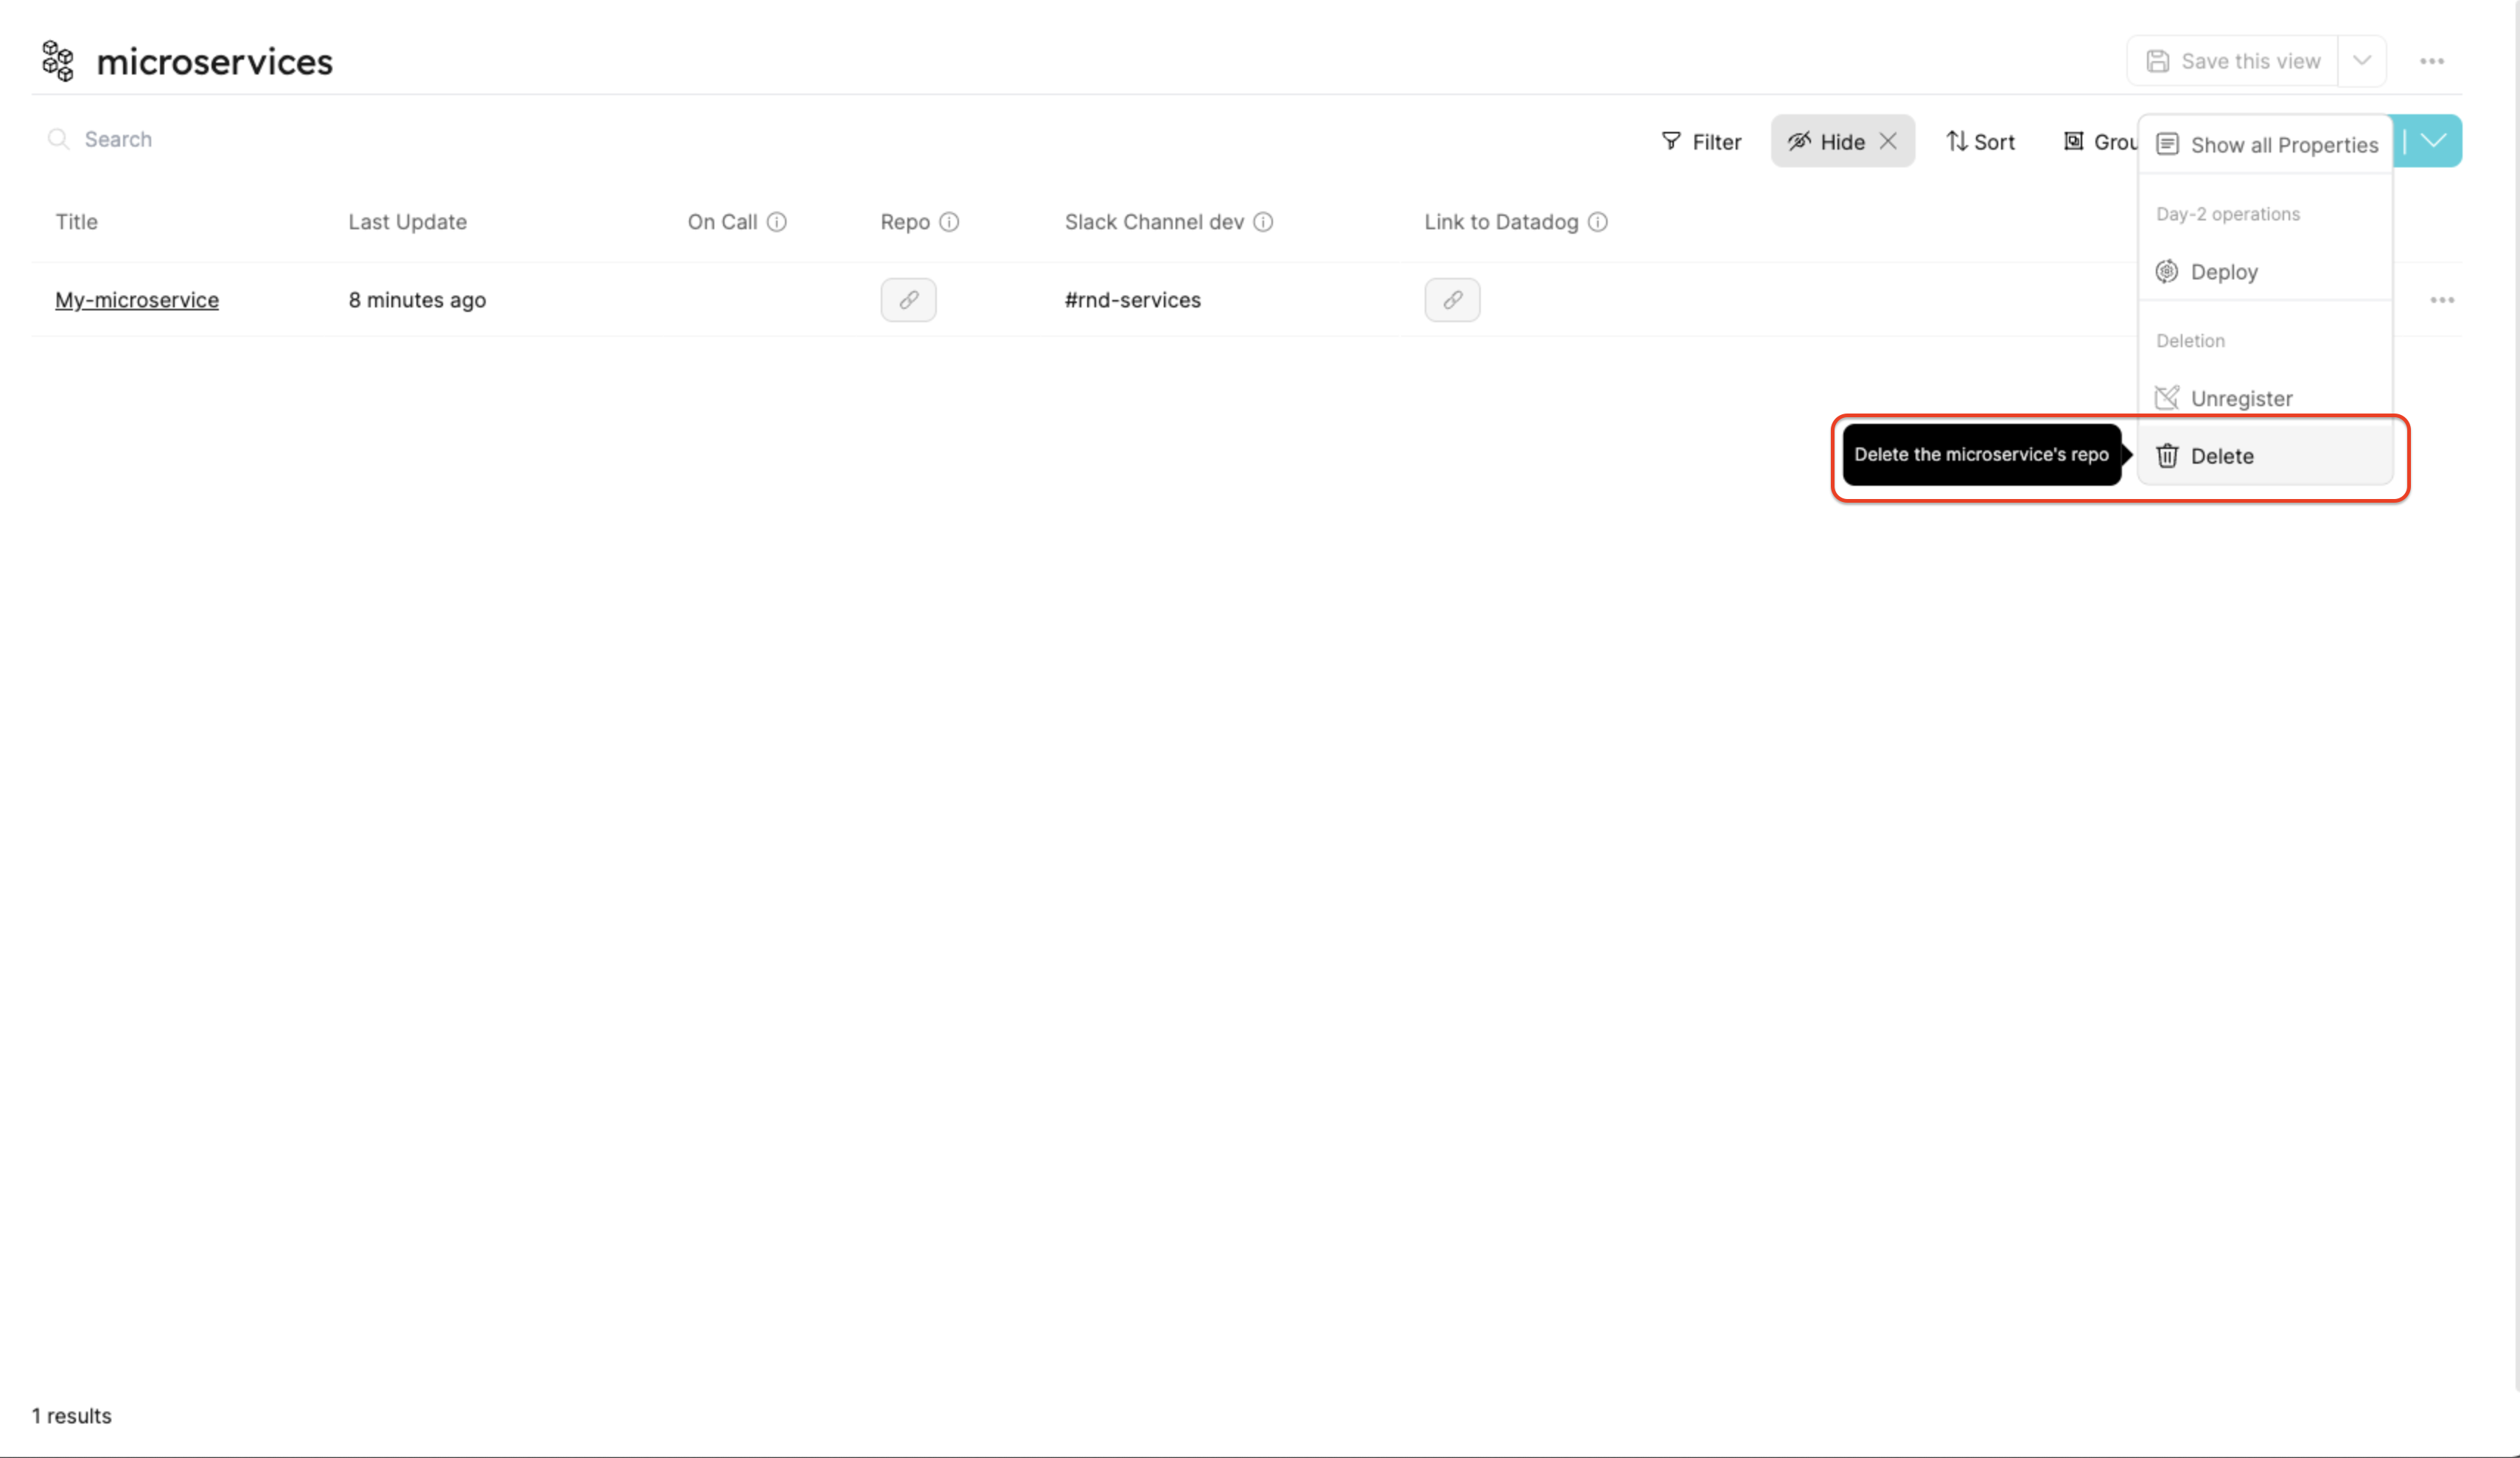 microservices
Save this view
Search
Filter
Hide
Sort
Grou
Show all Properties
Title
Last Update
On Call
Repo
Slack Channel dev
Link to Datadog
Day-2 operations
Deploy
My-microservice
8 minutes ago
#rnd-services
Deletion
Unregister
Delete the microservice's repo
Delete
1 results